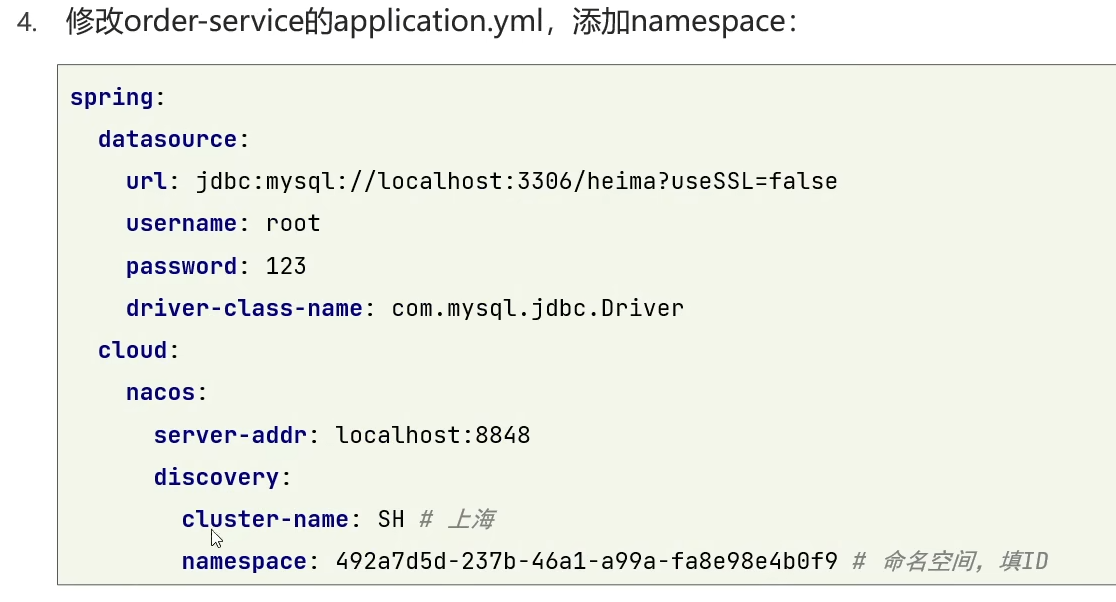 4. 修改order-service的application.yml，添加namespace：
spring:
  datasource:
    url: jdbc:mysql://localhost:3306/heima?useSSL=false
    username: root
    password: 123
    driver-class-name: com.mysql.jdbc.Driver
  cloud:
    nacos:
      server-addr: localhost:8848
      discovery:
        cluster-name: SH # 上海
        namespace: 492a7d5d-237b-46a1-a99a-fa8e98e4b0f9 # 命名空间，填ID